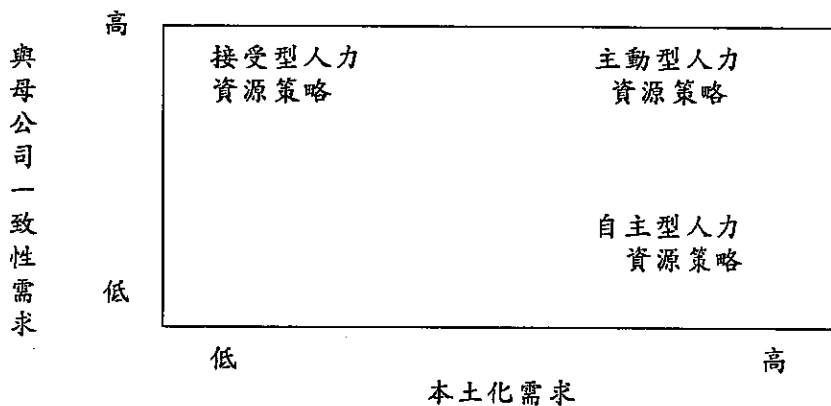 高
與母公司一致性需求
接受型人力
資源策略
主動型人力
資源策略
自主型人力
資源策略
低
低
高
本土化需求